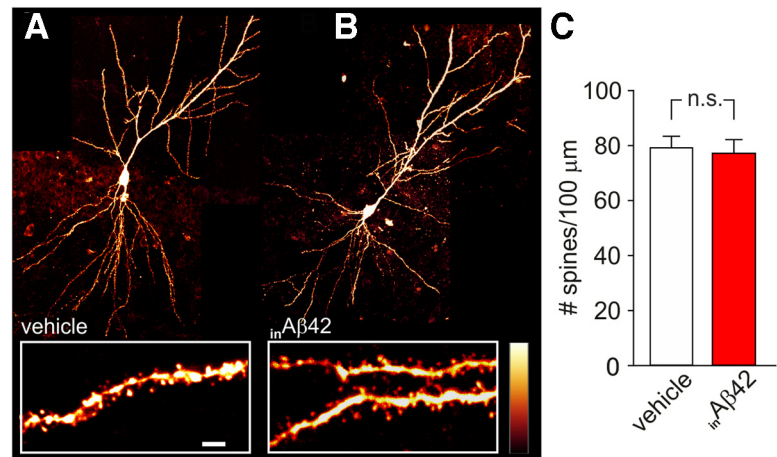 A
B
C
vehicle
inAβ42
n.s.
# spines/100 μm
100
80
60
40
20
0
vehicle
inAβ42